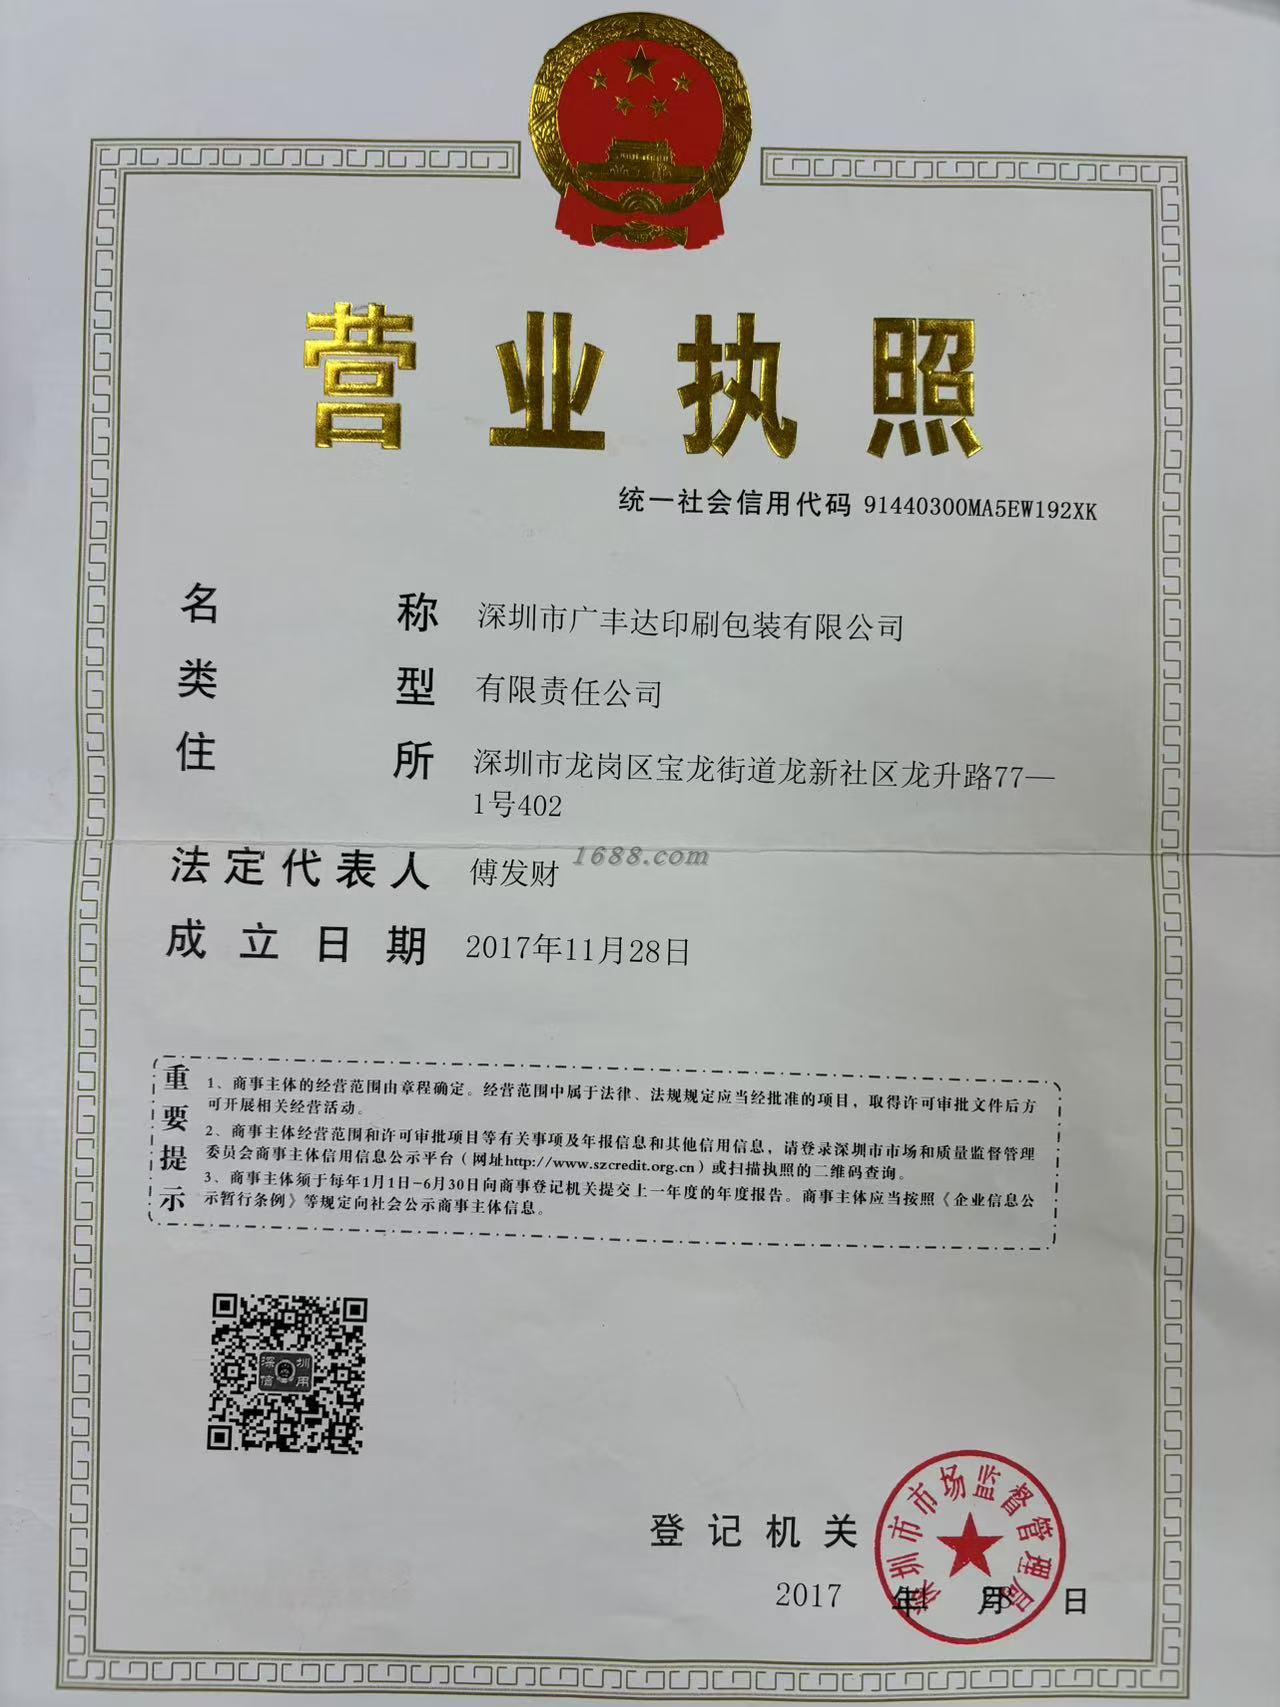 营业执照
统一社会信用代码 91440300MA5EW192XK
名称 深圳市广丰达印刷包装有限公司
类型 有限责任公司
住所 深圳市龙岗区宝龙街道龙新社区龙升路77—
1号402
1688.com
法定代表人 傅发财
成立日期 2017年11月28日
重要提示
1、商事主体的经营范围由章程确定。经营范围中属于法律、法规规定应当经批准的项目，取得许可审批文件后方
可开展相关经营活动。
2、商事主体经营范围和许可审批项目等有关事项及年报信息和其他信用信息，请登录深圳市市场和质量监督管理
委员会商事主体信用信息公示平台（网址http://www.szcredit.org.cn）或扫描执照的二维码查询。
3、商事主体须于每年1月1日-6月30日向商事登记机关提交上一年度的年度报告。商事主体应当按照《企业信息公
示暂行条例》等规定向社会公示商事主体信息。
深圳
信用
登记机关
深圳市市场监督管理局
2017 年 月28 日